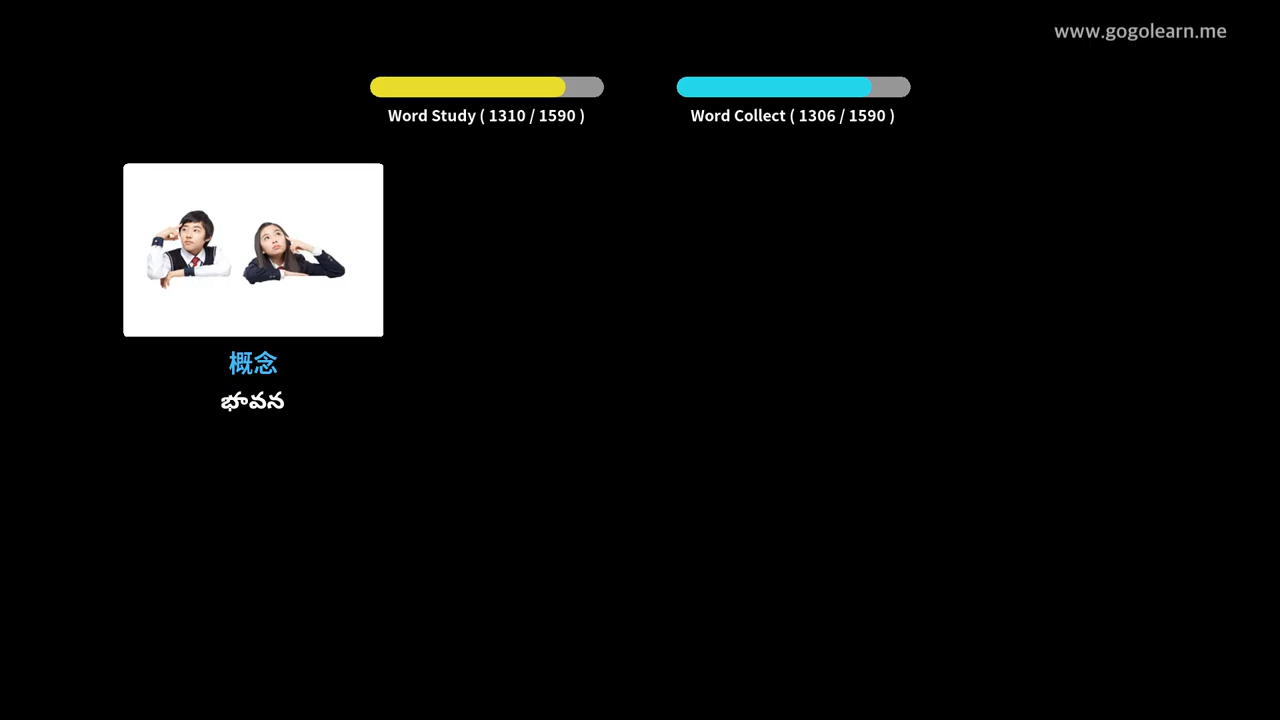 www.gogolearn.me
Word Study ( 1310 / 1590 )
Word Collect ( 1306 / 1590 )
概念
భావన